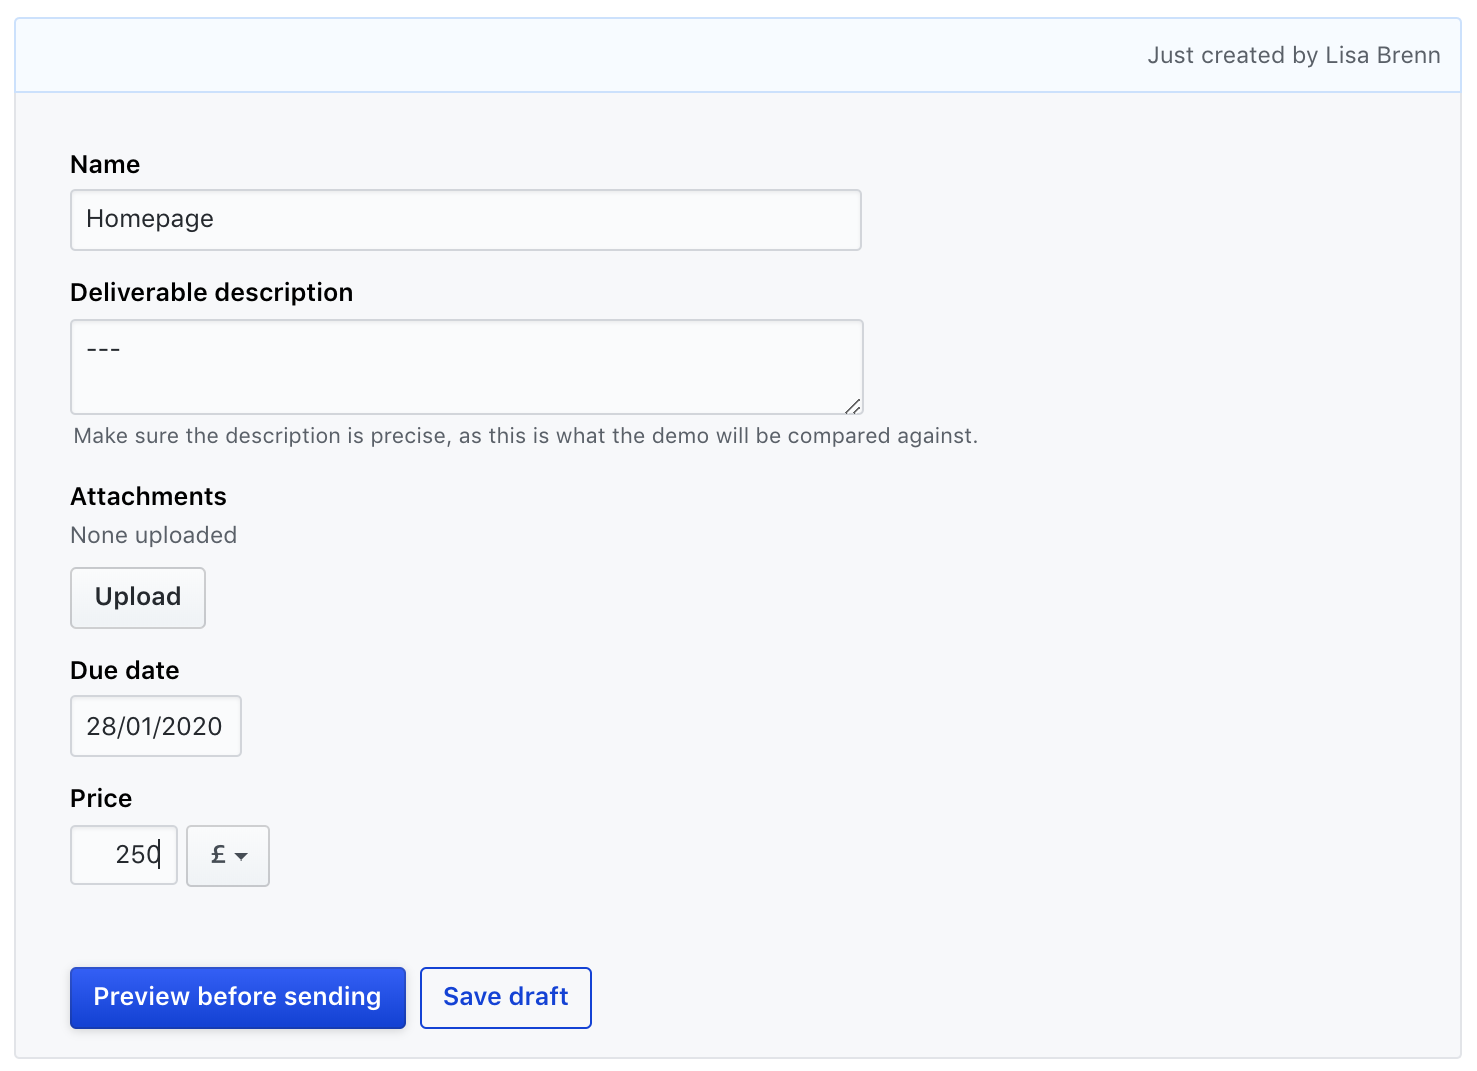 Just created by Lisa Brenn
Name
Homepage
Deliverable description
---
Make sure the description is precise, as this is what the demo will be compared against.
Attachments
None uploaded
Upload
Due date
28/01/2020
Price
250 £
Preview before sending Save draft